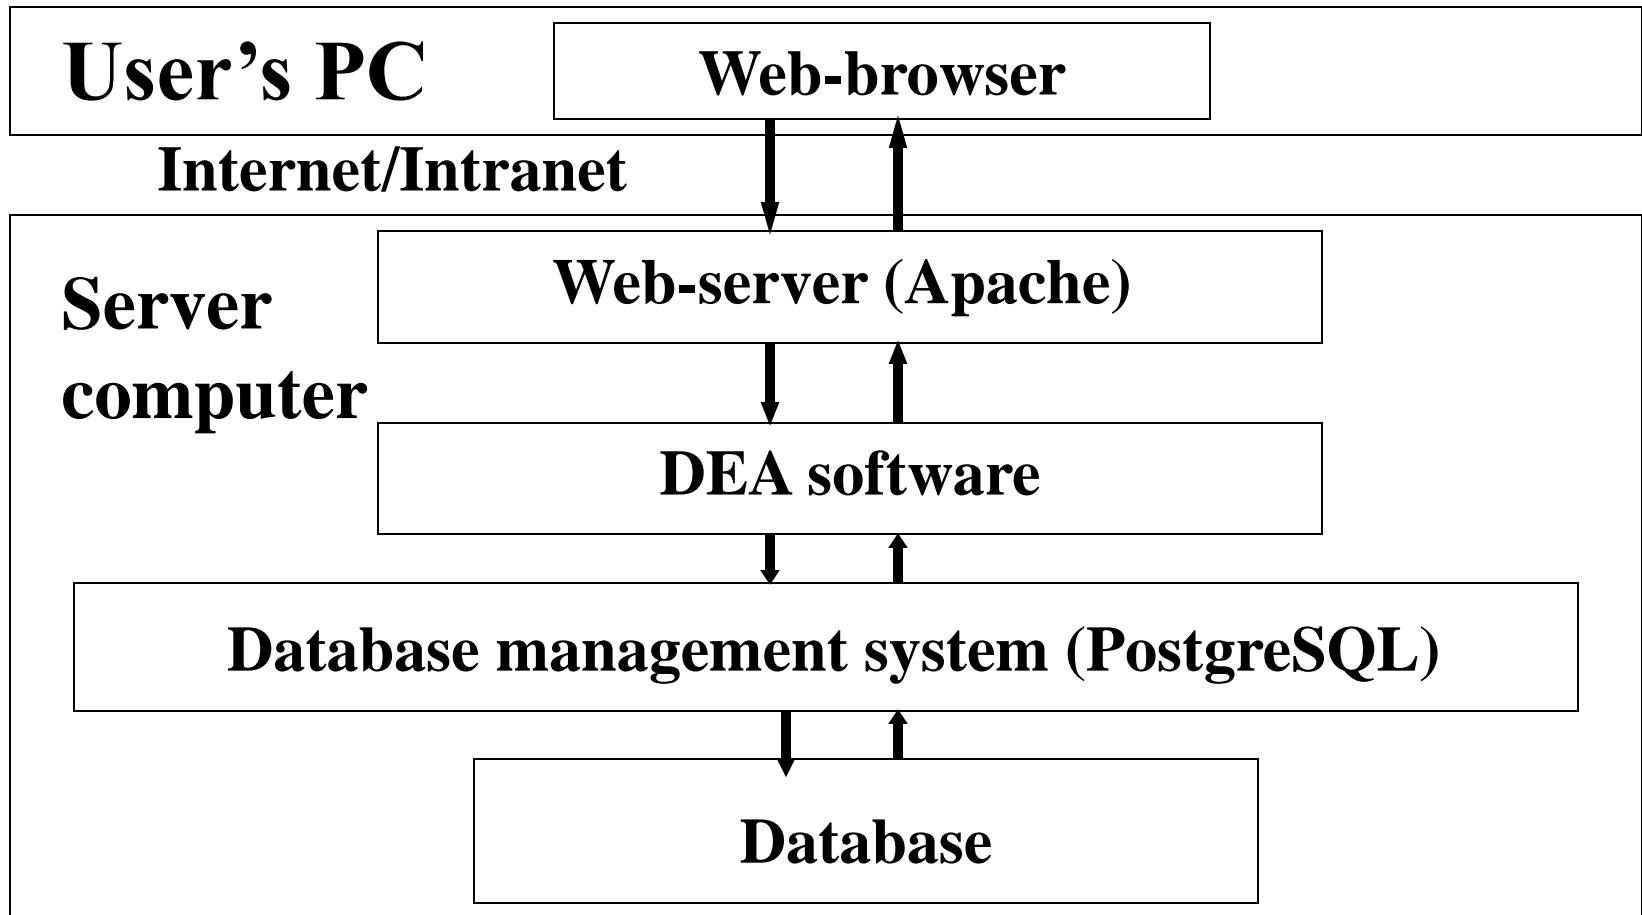 User’s PC
Web-browser
Internet/Intranet
Web-server (Apache)
Server
computer
DEA software
Database management system (PostgreSQL)
Database